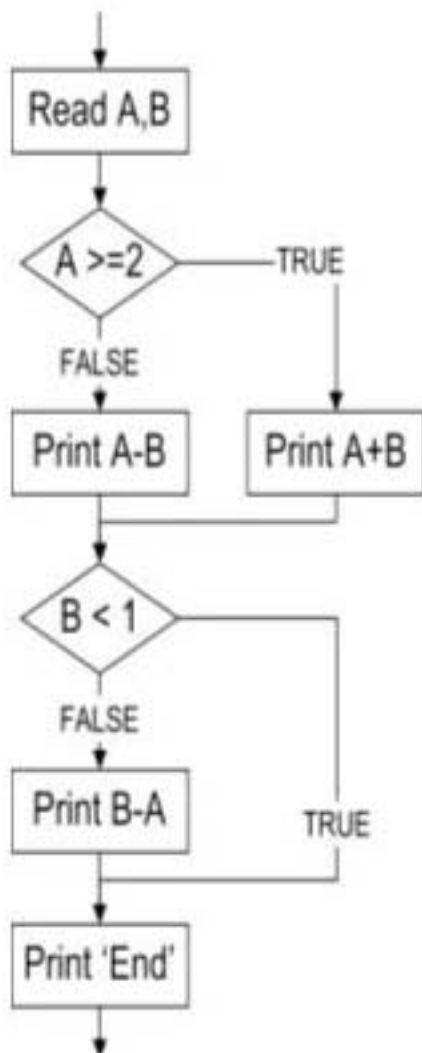 Read A,B
A >=2
TRUE
FALSE
Print A-B
Print A+B
B < 1
FALSE
Print B-A
TRUE
Print ‘End’